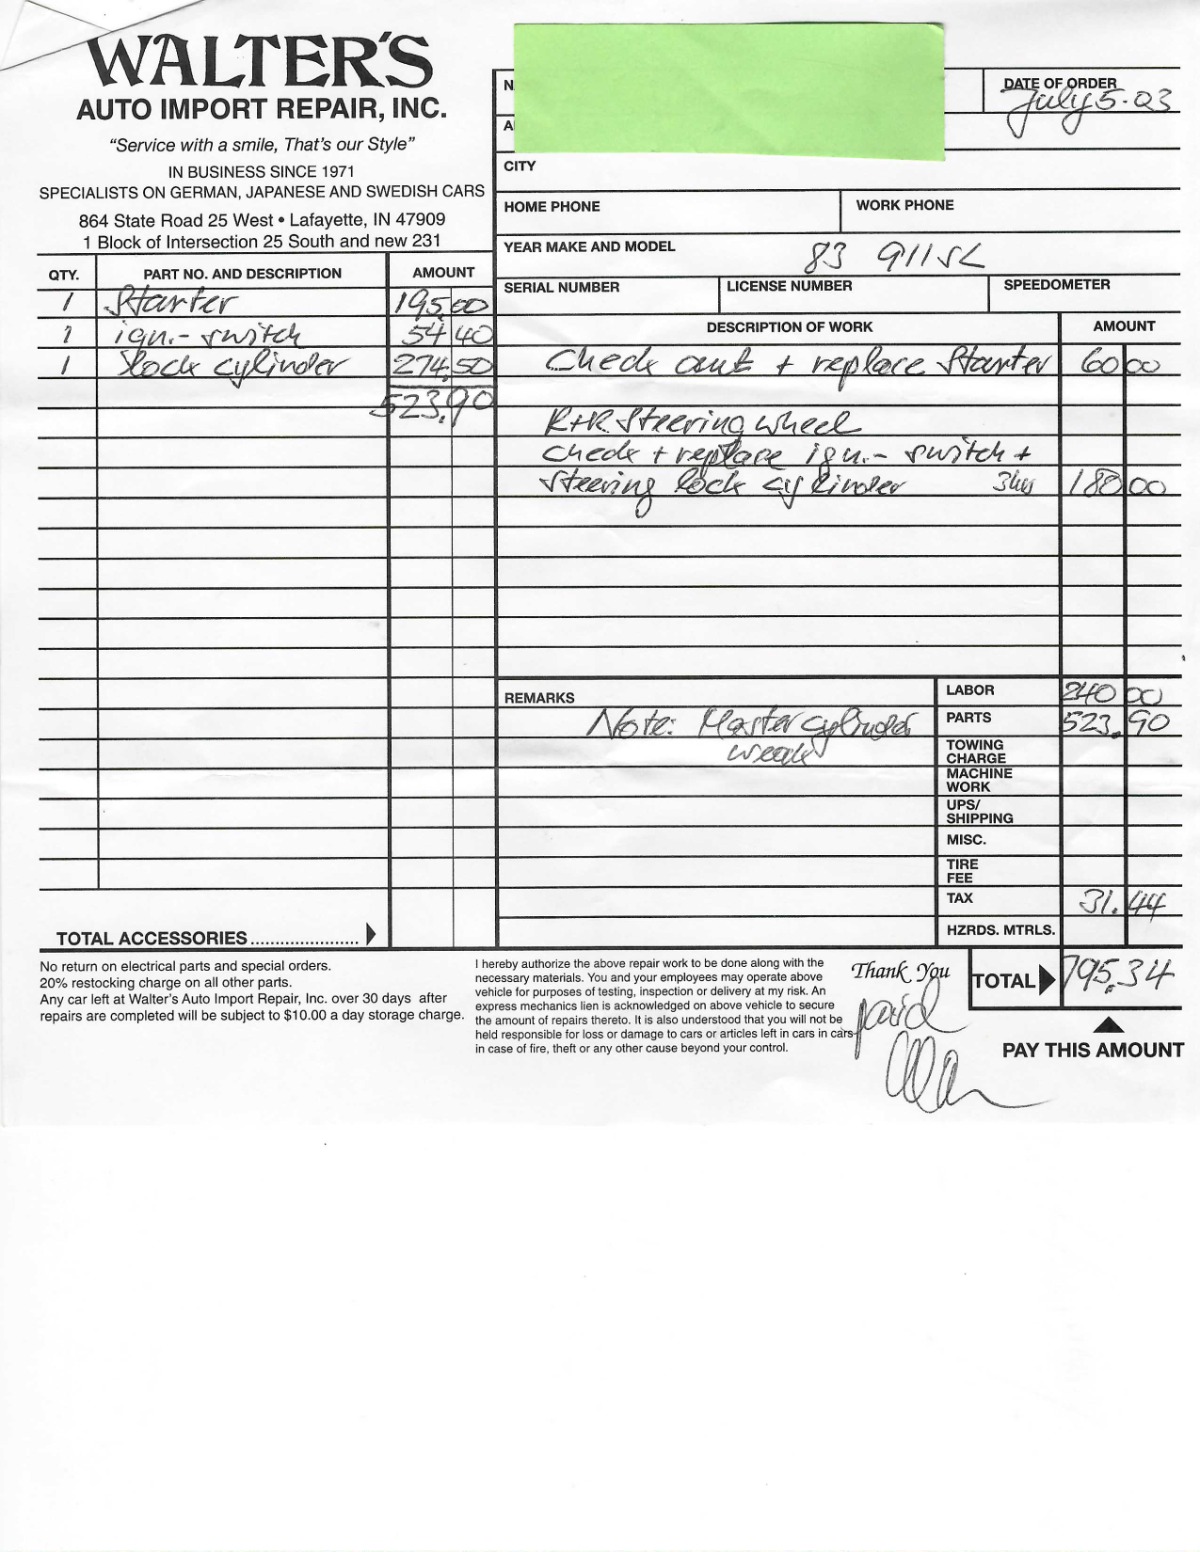 WALTER'S
AUTO IMPORT REPAIR, INC.
"Service with a smile, That's our Style"
IN BUSINESS SINCE 1971
SPECIALISTS ON GERMAN, JAPANESE AND SWEDISH CARS
864 State Road 25 West • Lafayette, IN 47909
1 Block of Intersection 25 South and new 231
DATE OF ORDER
July 5-03
CITY
HOME PHONE
WORK PHONE
YEAR MAKE AND MODEL 83 911SC
SERIAL NUMBER
LICENSE NUMBER
SPEEDOMETER
QTY. PART NO. AND DESCRIPTION AMOUNT
1 Starter 195,00
1 ign.- switch 54 40
1 lock cylinder 274,50
523,90
DESCRIPTION OF WORK AMOUNT
Check out + replace Starter 60 00
R+R Steering wheel
check + replace ign.- switch +
steering lock cylinder 3hrs 180 00
REMARKS
Note: Master cylinder
weak
LABOR 240 00
PARTS 523.90
TOWING
CHARGE
MACHINE
WORK
UPS/
SHIPPING
MISC.
TIRE
FEE
TAX 31.44
HZRDS. MTRLS.
TOTAL 795.34
PAY THIS AMOUNT
TOTAL ACCESSORIES
No return on electrical parts and special orders.
20% restocking charge on all other parts.
Any car left at Walter's Auto Import Repair, Inc. over 30 days after
repairs are completed will be subject to $10.00 a day storage charge.
I hereby authorize the above repair work to be done along with the
necessary materials. You and your employees may operate above
vehicle for purposes of testing, inspection or delivery at my risk. An
express mechanics lien is acknowledged on above vehicle to secure
the amount of repairs thereto. It is also understood that you will not be
held responsible for loss or damage to cars or articles left in cars in cars
in case of fire, theft or any other cause beyond your control.
Thank You
paid